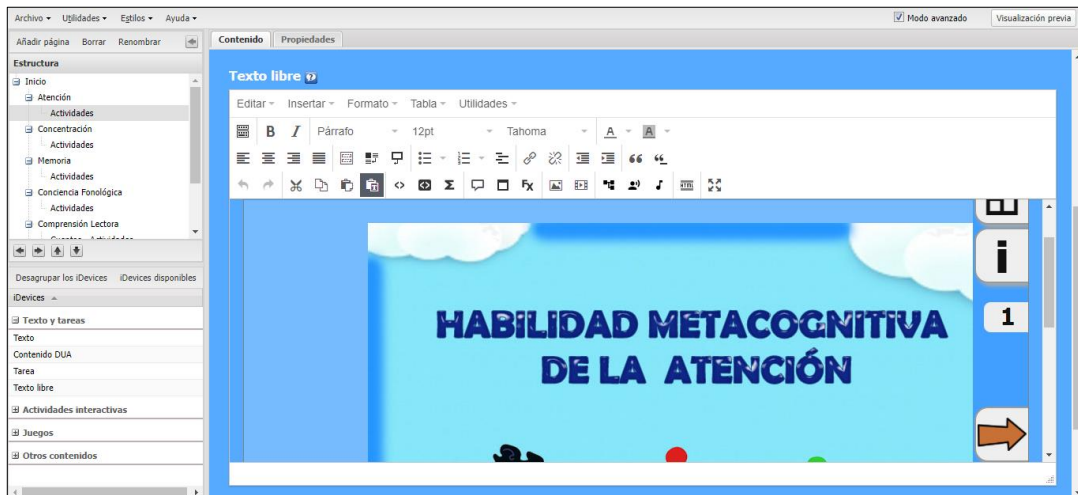 Archivo Utilidades Estilos Ayuda
Modo avanzado
Visualización previa
Añadir página Borrar Renombrar
Contenido Propiedades
Estructura
Inicio
Atención
Actividades
Concentración
Actividades
Memoria
Actividades
Conciencia Fonológica
Actividades
Comprensión Lectora
Desagrupar los iDevices iDevices disponibles
iDevices
Texto y tareas
Texto
Contenido DUA
Tarea
Texto libre
Actividades interactivas
Juegos
Otros contenidos
Texto libre
Editar Insertar Formato Tabla Utilidades
B I Párrafo 12pt Tahoma A A
i
1
HABILIDAD METACOGNITIVA
DE LA ATENCIÓN